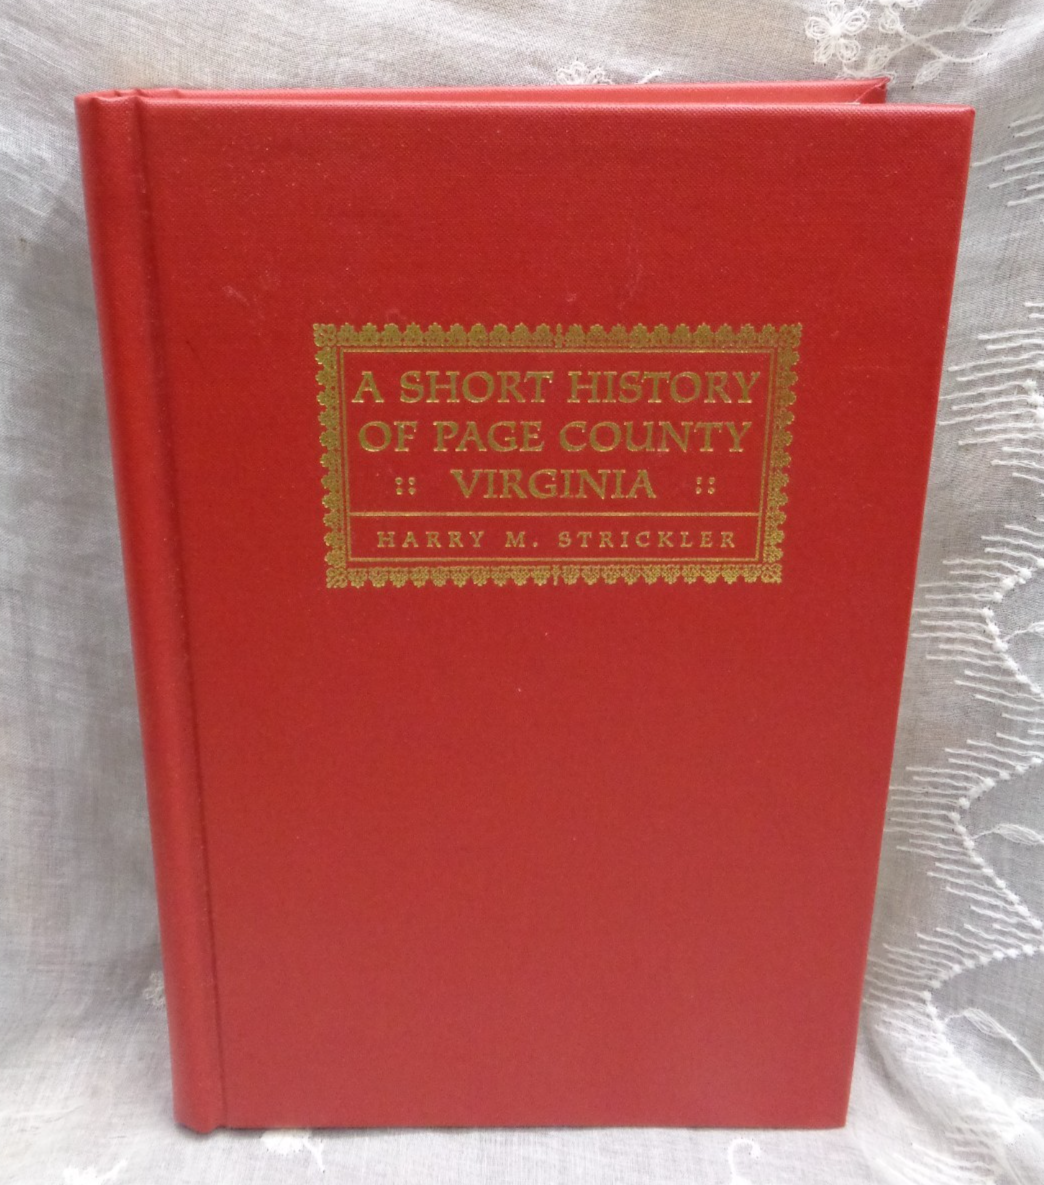 A SHORT HISTORY
OF PAGE COUNTY
:: VIRGINIA ::
HARRY M. STRICKLER